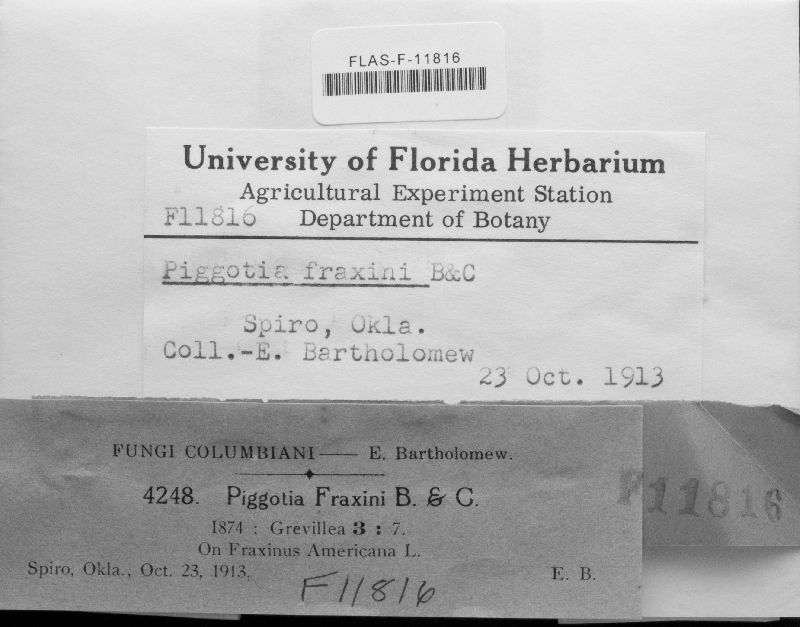 FLAS-F-11816
University of Florida Herbarium
Agricultural Experiment Station
F11816 Department of Botany
Piggotia fraxini B&C
Spiro, Okla.
Coll.-E. Bartholomew
23 Oct. 1913
FUNGI COLUMBIANI—— E. Bartholomew.
4248. Piggotia Fraxini B. & C.
1874 : Grevillea 3 : 7.
On Fraxinus Americana L.
Spiro, Okla., Oct. 23, 1913. E. B.
F11816
F11816